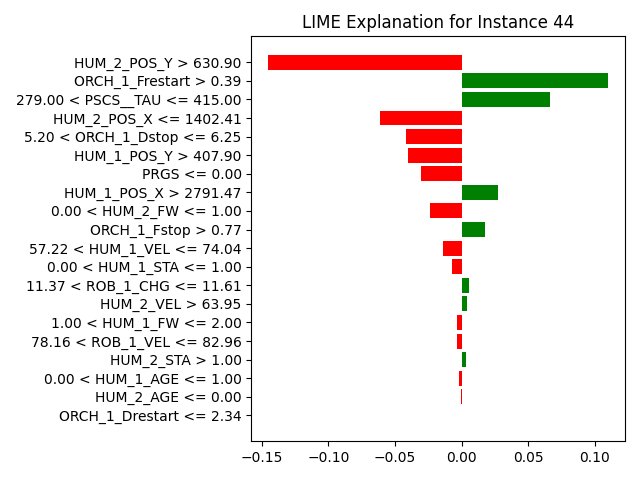 LIME Explanation for Instance 44
HUM_2_POS_Y > 630.90
ORCH_1_Frestart > 0.39
279.00 < PSCS__TAU <= 415.00
HUM_2_POS_X <= 1402.41
5.20 < ORCH_1_Dstop <= 6.25
HUM_1_POS_Y > 407.90
PRGS <= 0.00
HUM_1_POS_X > 2791.47
0.00 < HUM_2_FW <= 1.00
ORCH_1_Fstop > 0.77
57.22 < HUM_1_VEL <= 74.04
0.00 < HUM_1_STA <= 1.00
11.37 < ROB_1_CHG <= 11.61
HUM_2_VEL > 63.95
1.00 < HUM_1_FW <= 2.00
78.16 < ROB_1_VEL <= 82.96
HUM_2_STA > 1.00
0.00 < HUM_1_AGE <= 1.00
HUM_2_AGE <= 0.00
ORCH_1_Drestart <= 2.34
−0.15 −0.10 −0.05 0.00 0.05 0.10